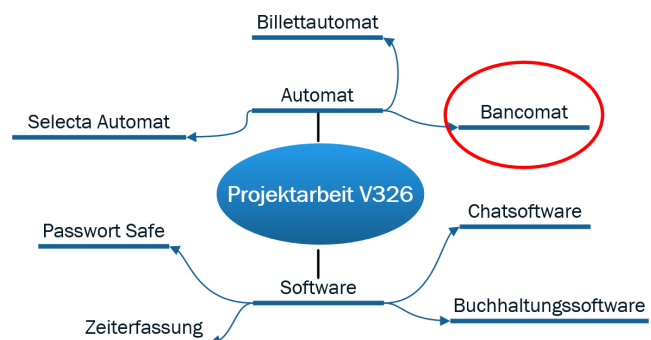 Billettautomat
Automat
Selecta Automat
Bancomat
Projektarbeit V326
Chatsoftware
Passwort Safe
Software
Buchhaltungssoftware
Zeiterfassung